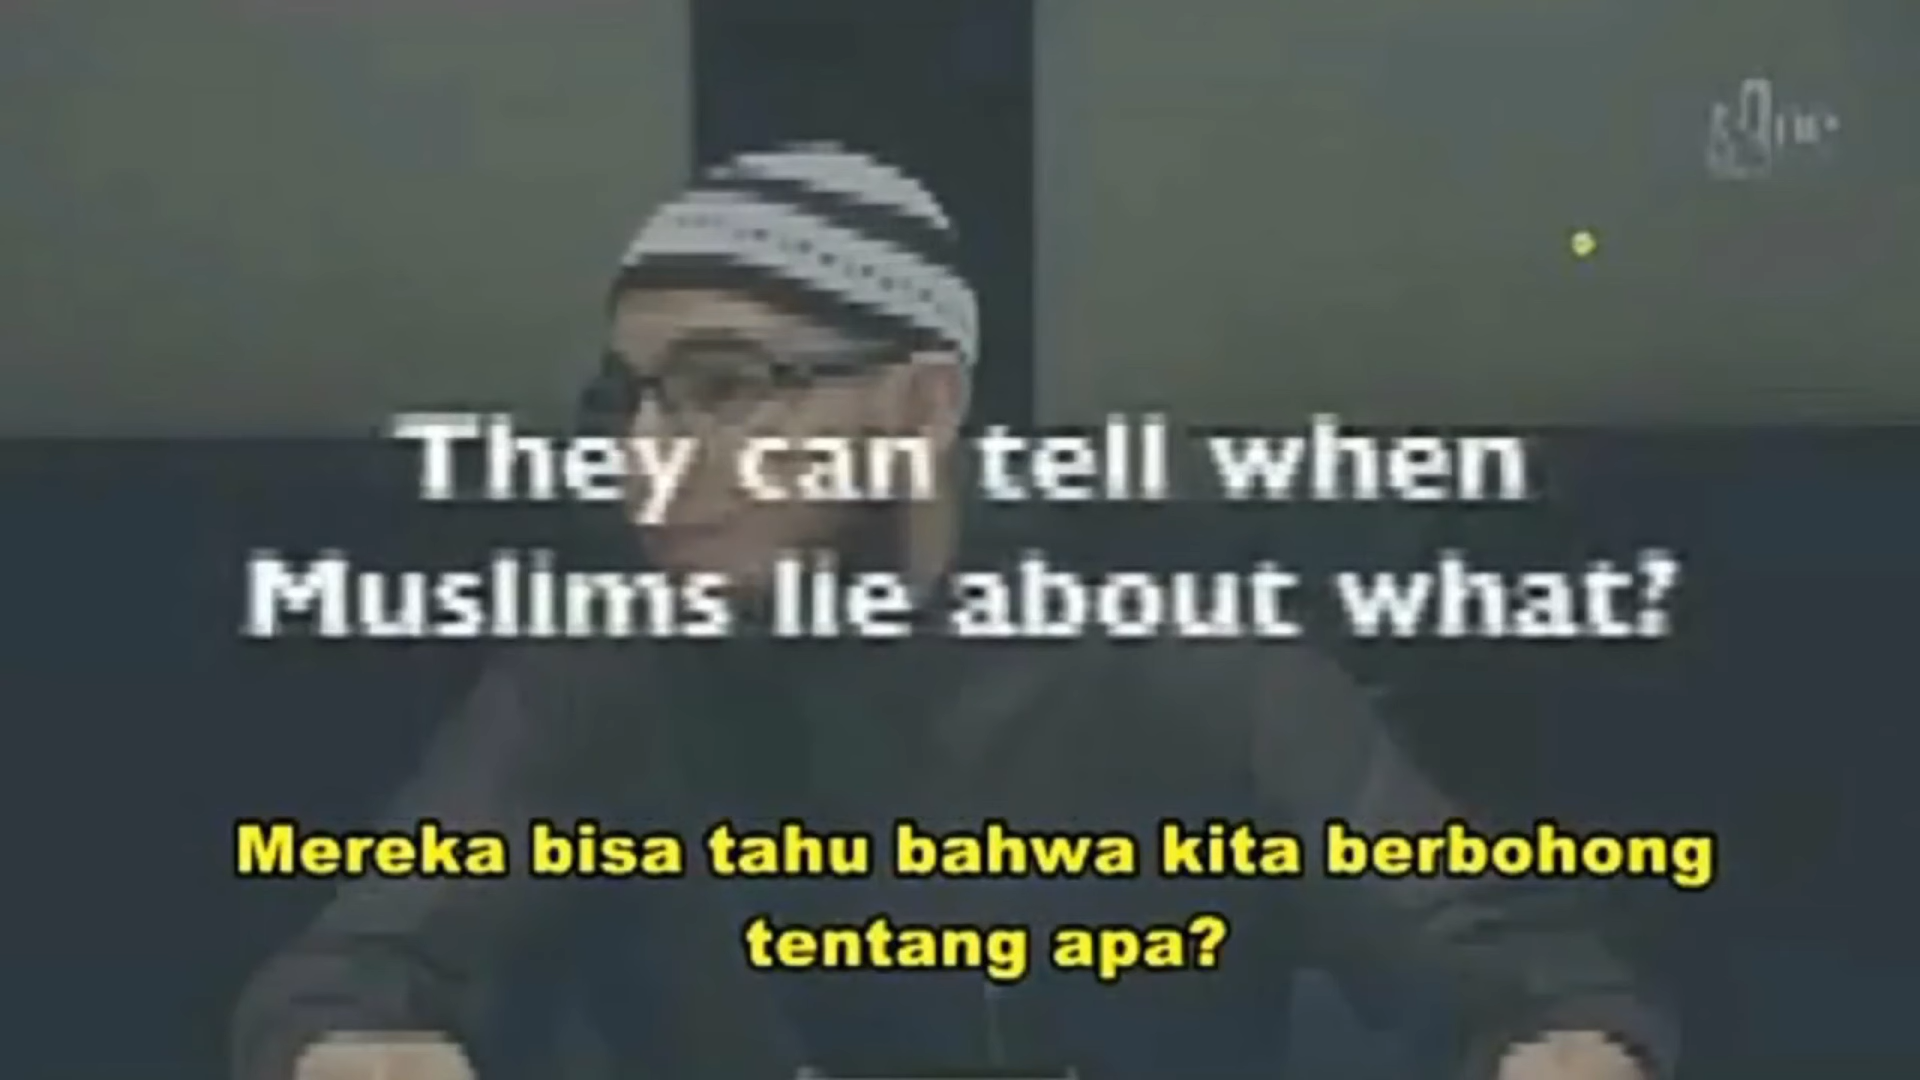 They can tell when
Muslims lie about what?
Mereka bisa tahu bahwa kita berbohong
tentang apa?